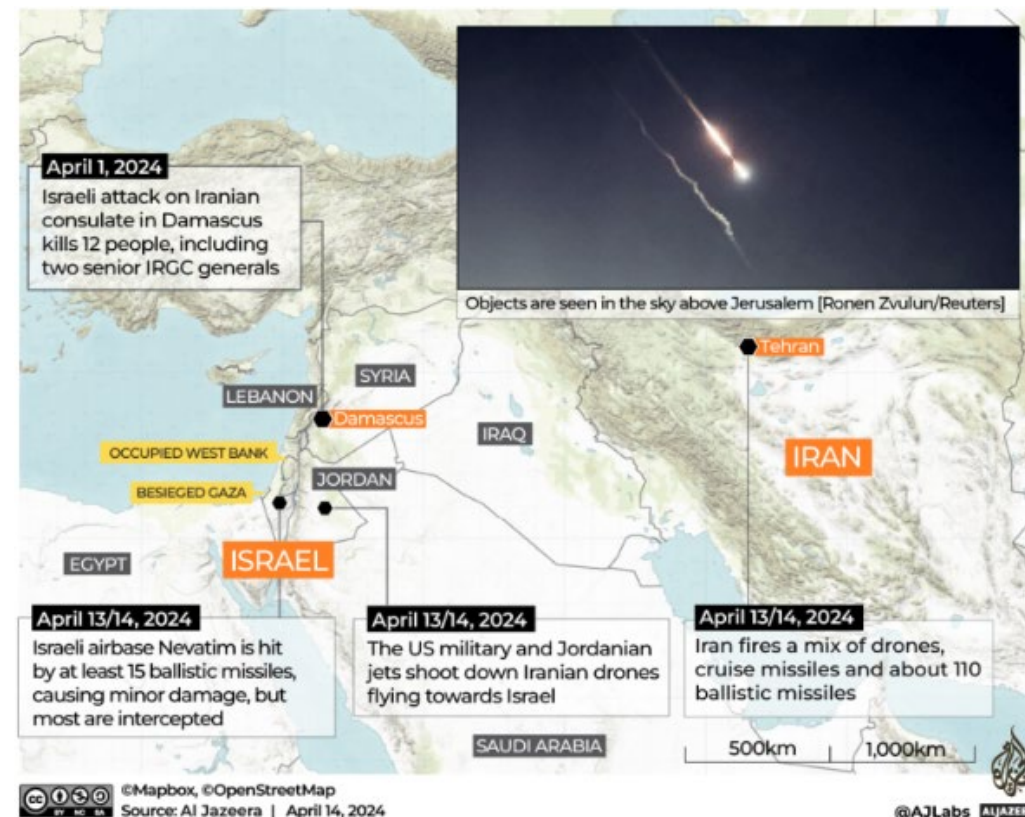 April 1, 2024
Israeli attack on Iranian
consulate in Damascus
kills 12 people, including
two senior IRGC generals
Objects are seen in the sky above Jerusalem [Ronen Zvulun/Reuters]
Tehran
SYRIA
LEBANON
Damascus
IRAQ
OCCUPIED WEST BANK
IRAN
JORDAN
BESIEGED GAZA
ISRAEL
EGYPT
April 13/14, 2024
Israeli airbase Nevatim is hit
by at least 15 ballistic missiles,
causing minor damage, but
most are intercepted
April 13/14, 2024
The US military and Jordanian
jets shoot down Iranian drones
flying towards Israel
April 13/14, 2024
Iran fires a mix of drones,
cruise missiles and about 110
ballistic missiles
SAUDI ARABIA
500km
1,000km
cc BY NC SA
©Mapbox, ©OpenStreetMap
Source: Al Jazeera | April 14, 2024
@AJLabs